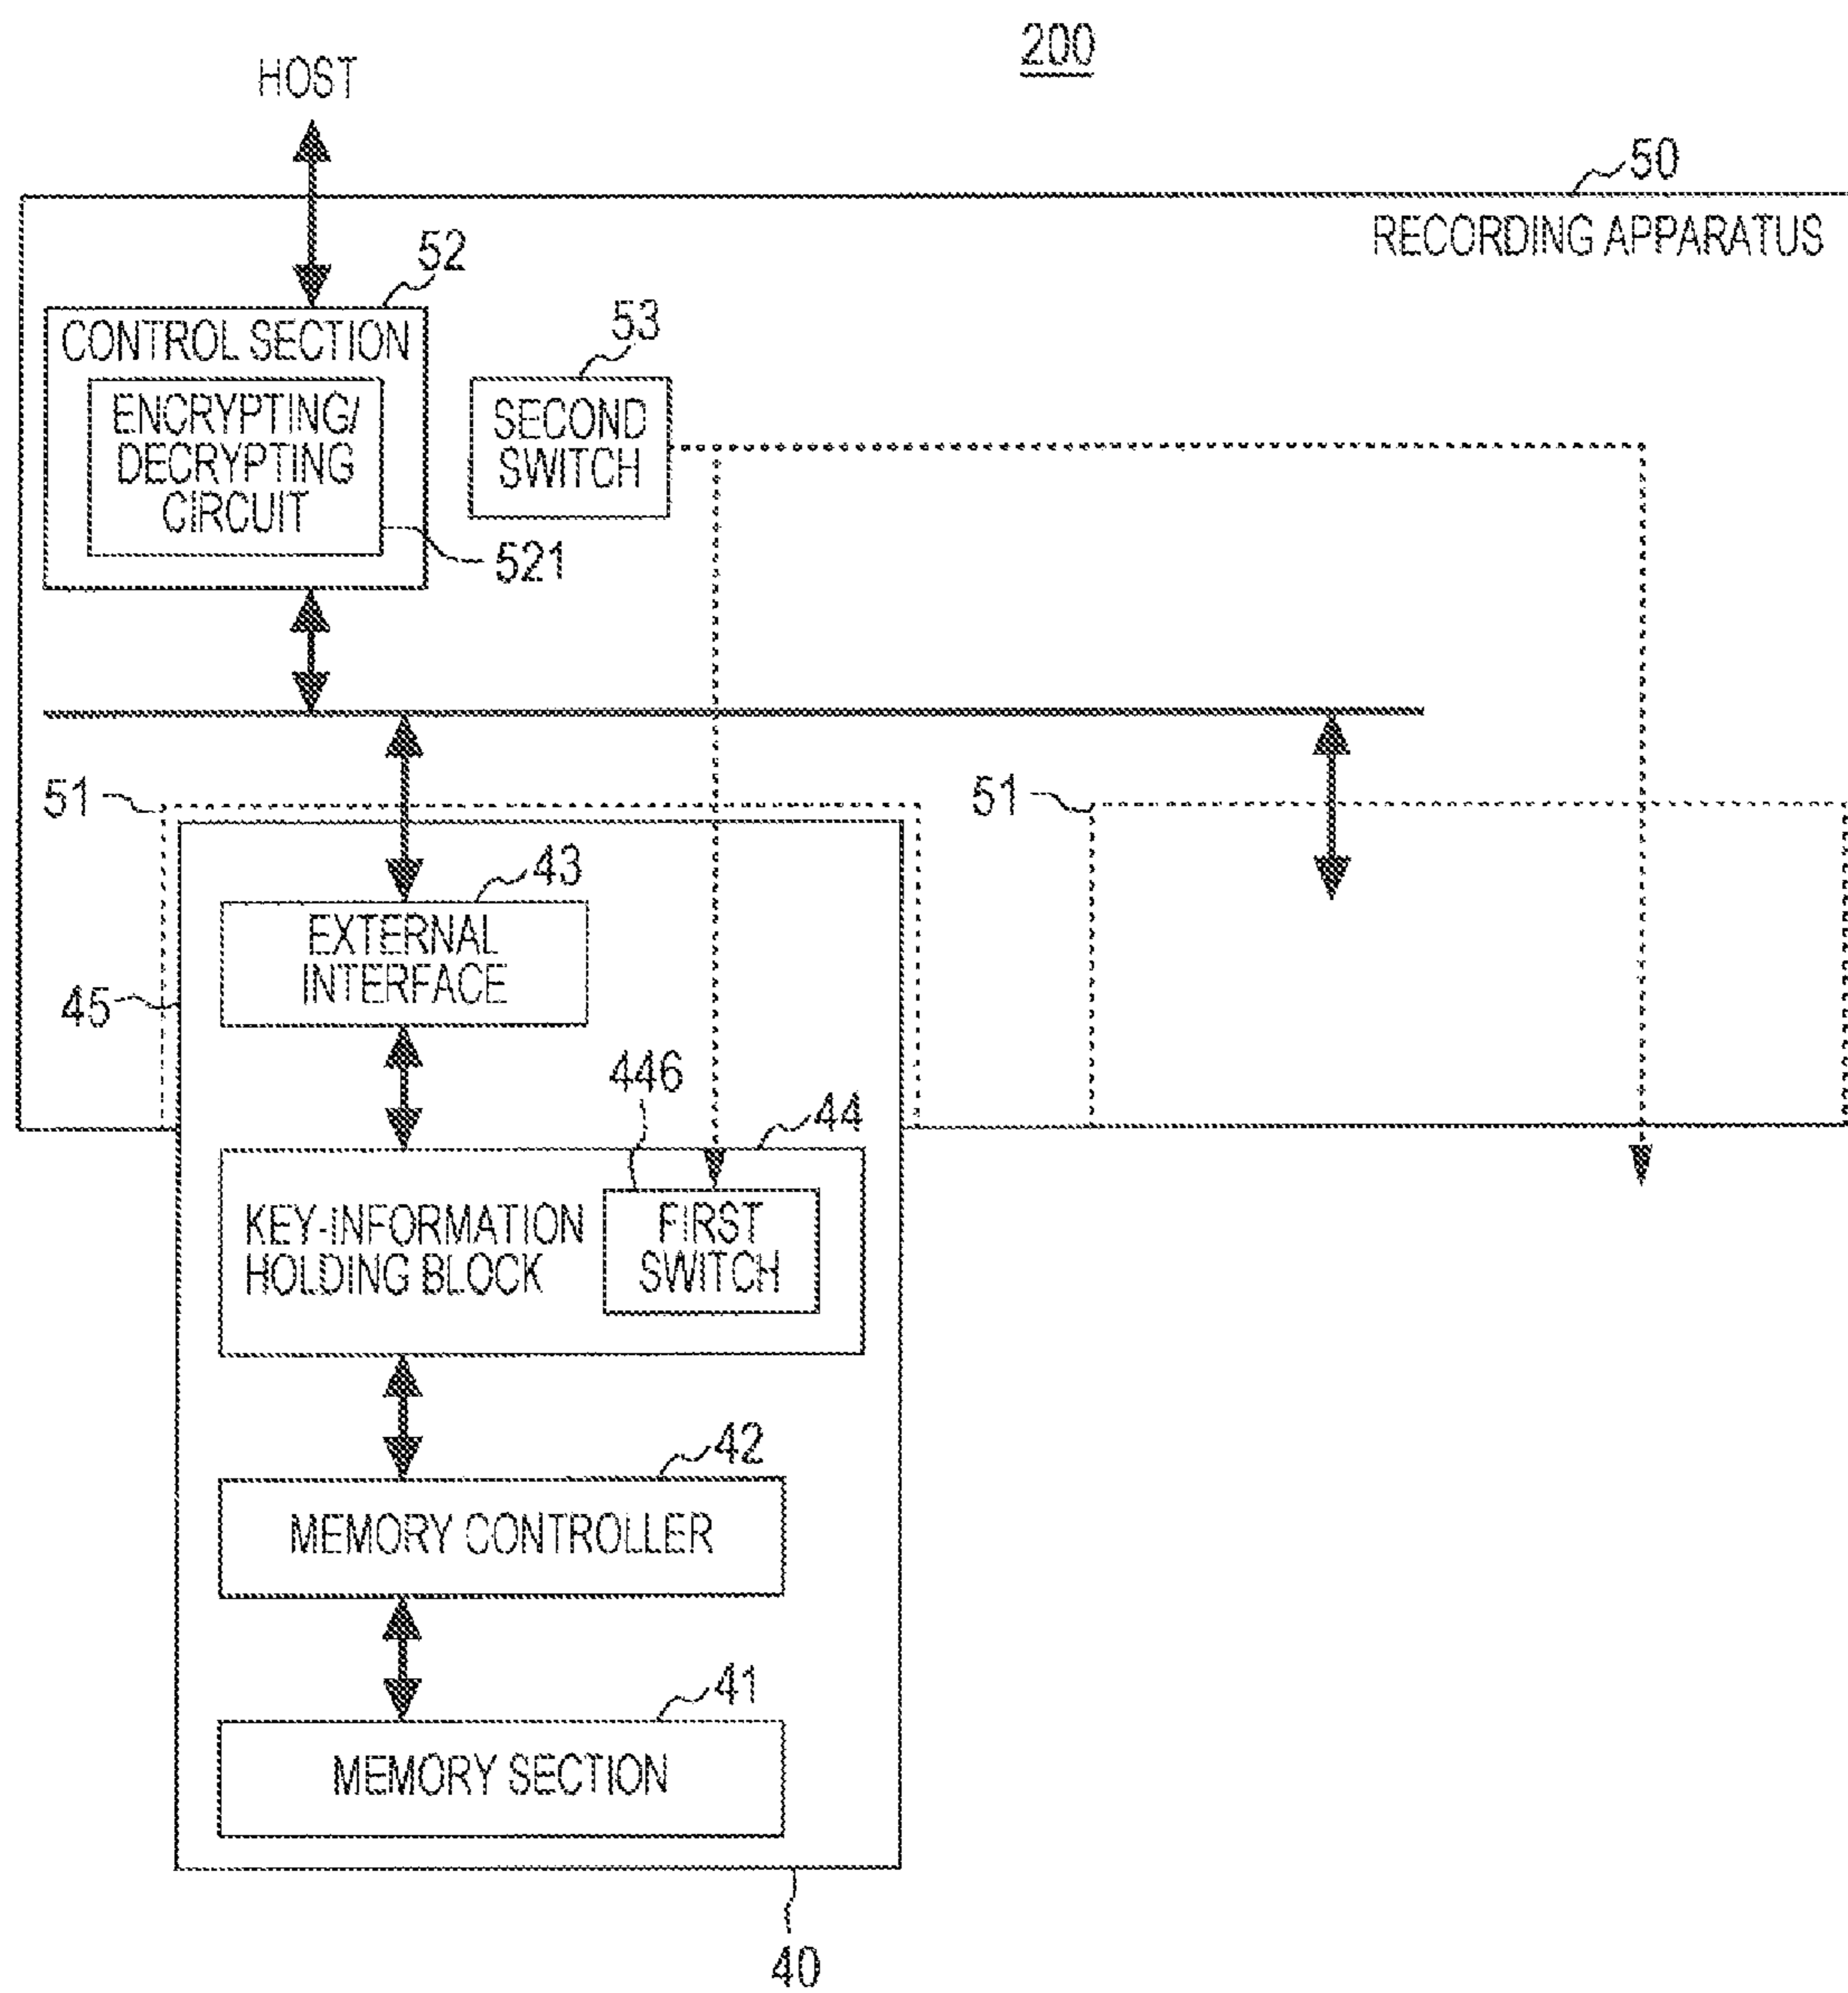 200
HOST
50
RECORDING APPARATUS
52
CONTROL SECTION
ENCRYPTING/
DECRYPTING
CIRCUIT
521
53
SECOND
SWITCH
51
51
43
EXTERNAL
INTERFACE
45
446
44
KEY-INFORMATION
HOLDING BLOCK
FIRST
SWITCH
42
MEMORY CONTROLLER
41
MEMORY SECTION
40